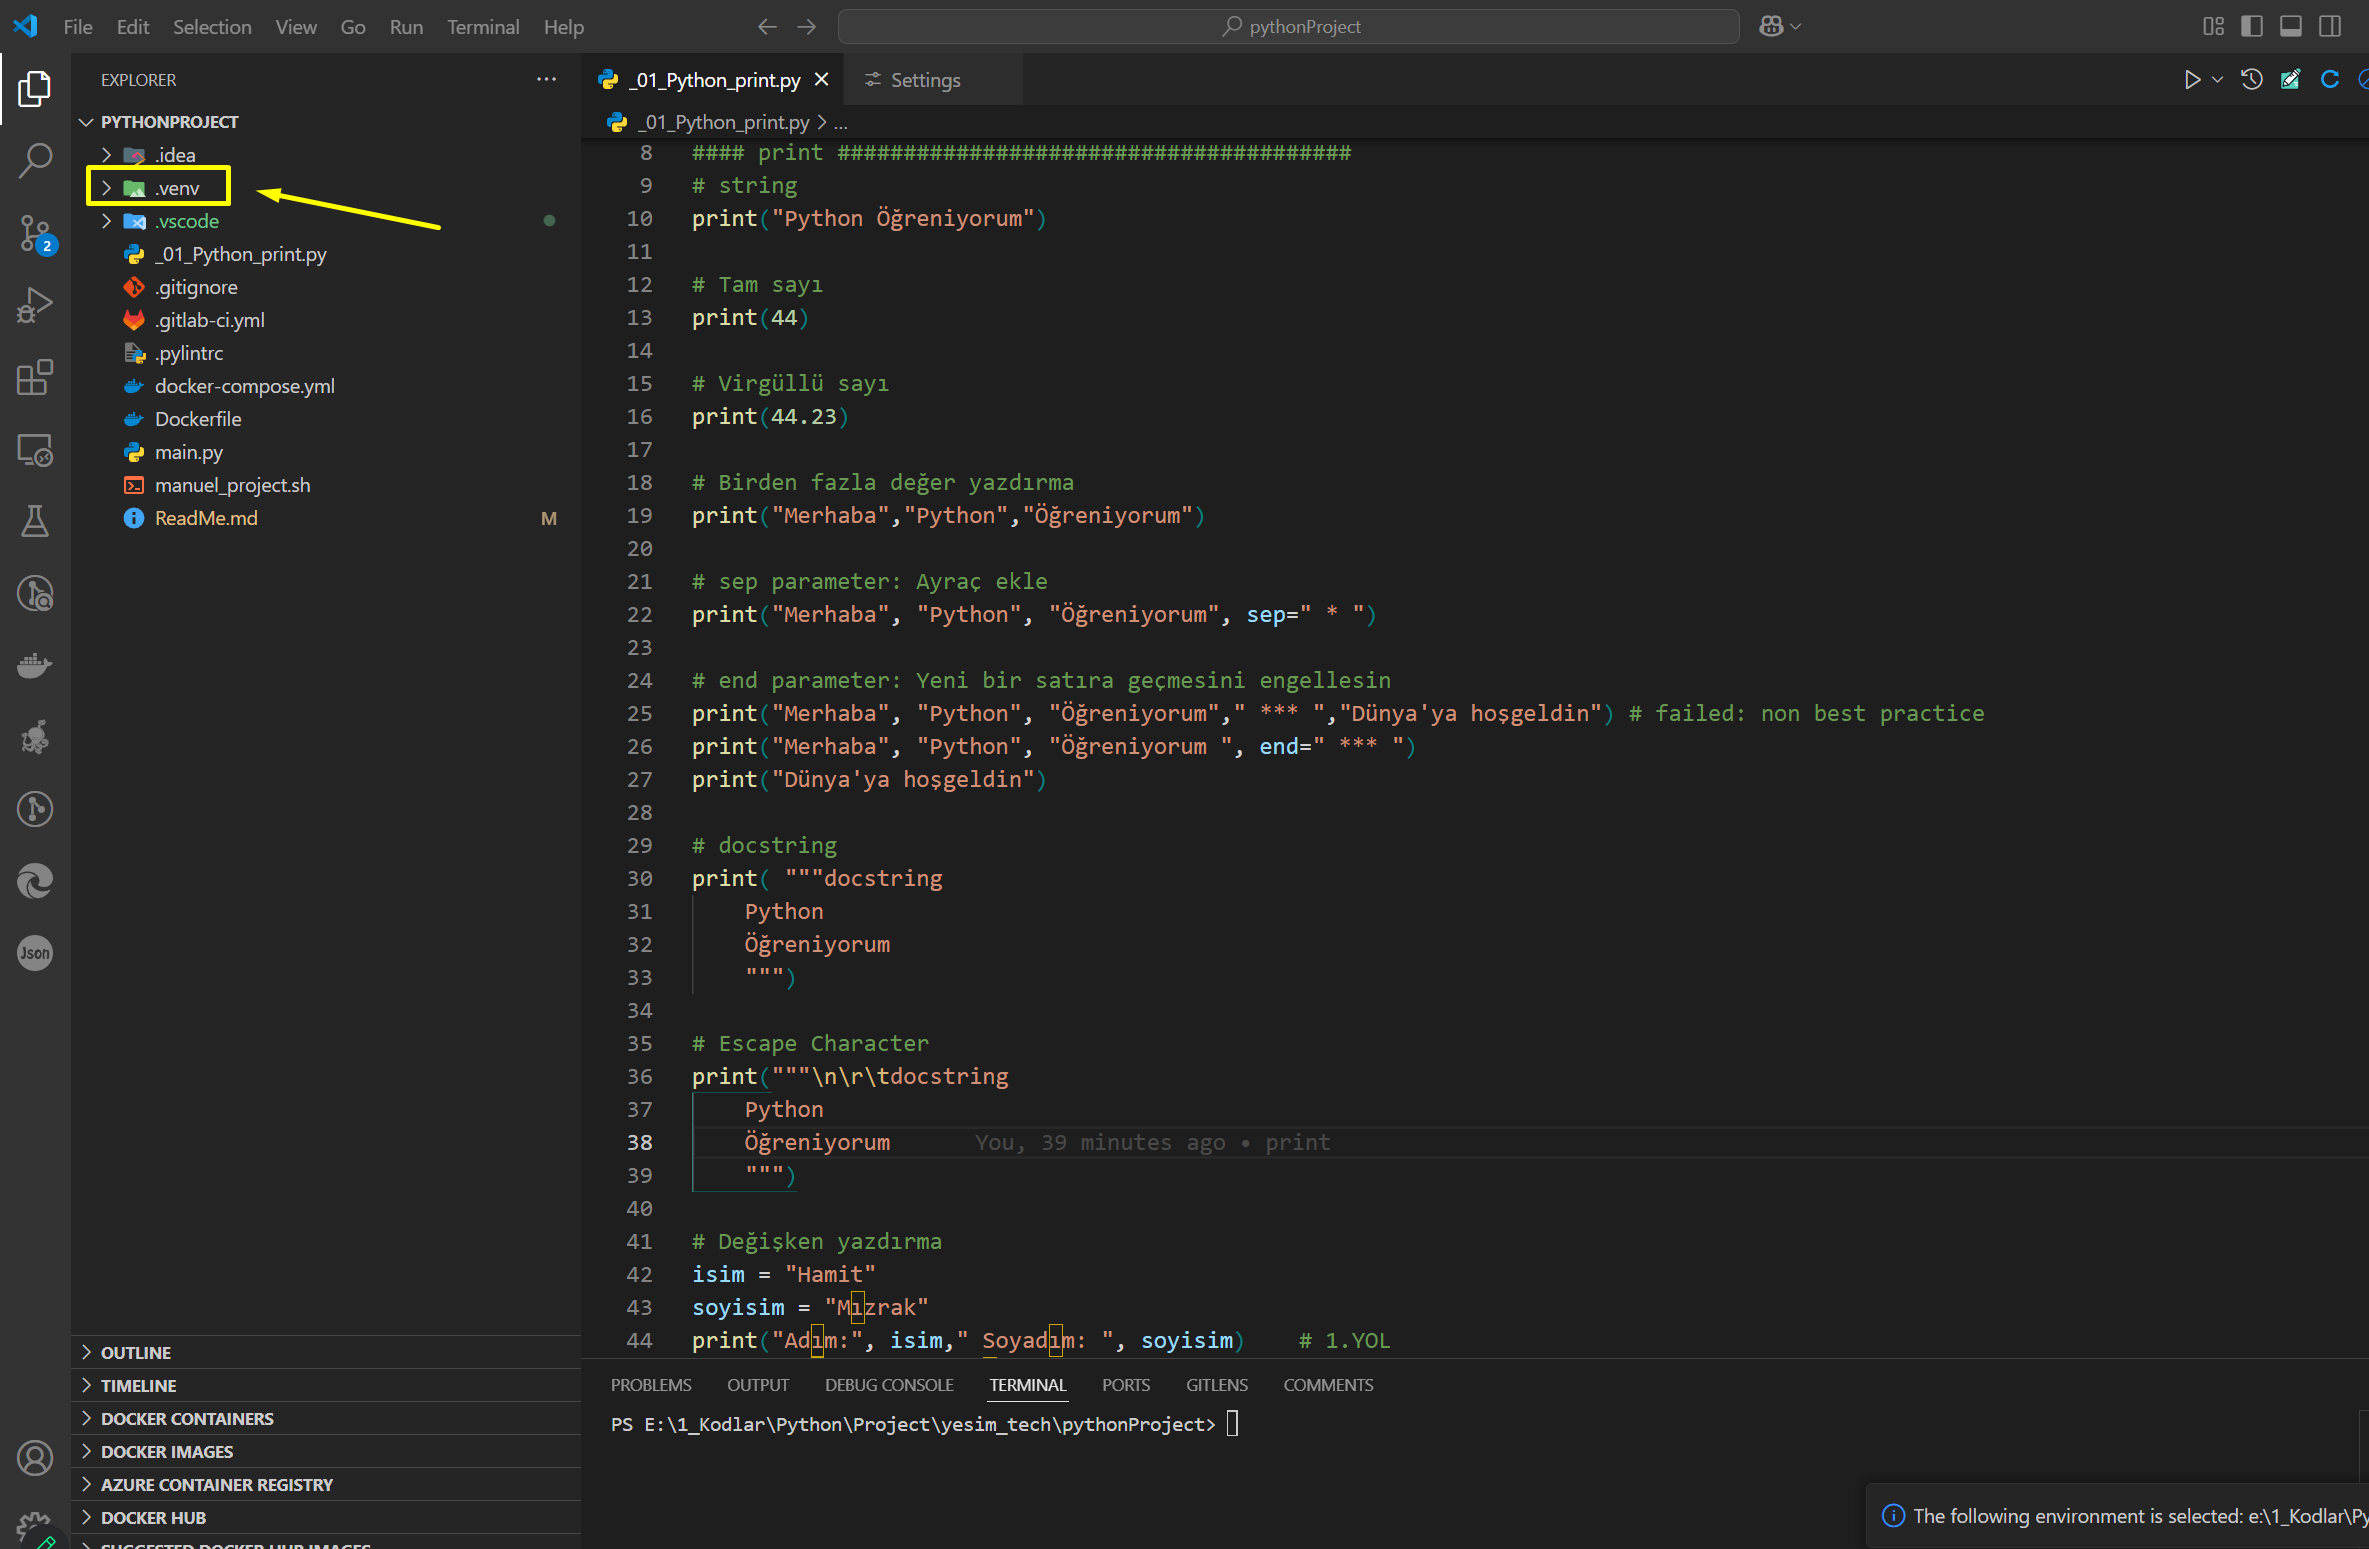 File Edit Selection View Go Run Terminal Help
pythonProject
EXPLORER
PYTHONPROJECT
.idea
.venv
.vscode
_01_Python_print.py
.gitignore
.gitlab-ci.yml
.pylintrc
docker-compose.yml
Dockerfile
main.py
manuel_project.sh
ReadMe.md M
2
Json
OUTLINE
TIMELINE
DOCKER CONTAINERS
DOCKER IMAGES
AZURE CONTAINER REGISTRY
DOCKER HUB
SUGGESTED DOCKER HUB IMAGES
_01_Python_print.py
Settings
_01_Python_print.py > ...
8 #### print #######################################
9 # string
10 print("Python Öğreniyorum")
11
12 # Tam sayı
13 print(44)
14
15 # Virgüllü sayı
16 print(44.23)
17
18 # Birden fazla değer yazdırma
19 print("Merhaba","Python","Öğreniyorum")
20
21 # sep parameter: Ayraç ekle
22 print("Merhaba", "Python", "Öğreniyorum", sep=" * ")
23
24 # end parameter: Yeni bir satıra geçmesini engellesin
25 print("Merhaba", "Python", "Öğreniyorum"," *** ","Dünya'ya hoşgeldin") # failed: non best practice
26 print("Merhaba", "Python", "Öğreniyorum ", end=" *** ")
27 print("Dünya'ya hoşgeldin")
28
29 # docstring
30 print( """docstring
31 Python
32 Öğreniyorum
33 """)
34
35 # Escape Character
36 print("""\n\r\tdocstring
37 Python
38 Öğreniyorum You, 39 minutes ago • print
39 """)
40
41 # Değişken yazdırma
42 isim = "Hamit"
43 soyisim = "Mızrak"
44 print("Adım:", isim," Soyadım: ", soyisim) # 1.YOL
PROBLEMS OUTPUT DEBUG CONSOLE TERMINAL PORTS GITLENS COMMENTS
PS E:\1_Kodlar\Python\Project\yesim_tech\pythonProject>
The following environment is selected: e:\1_Kodlar\Py